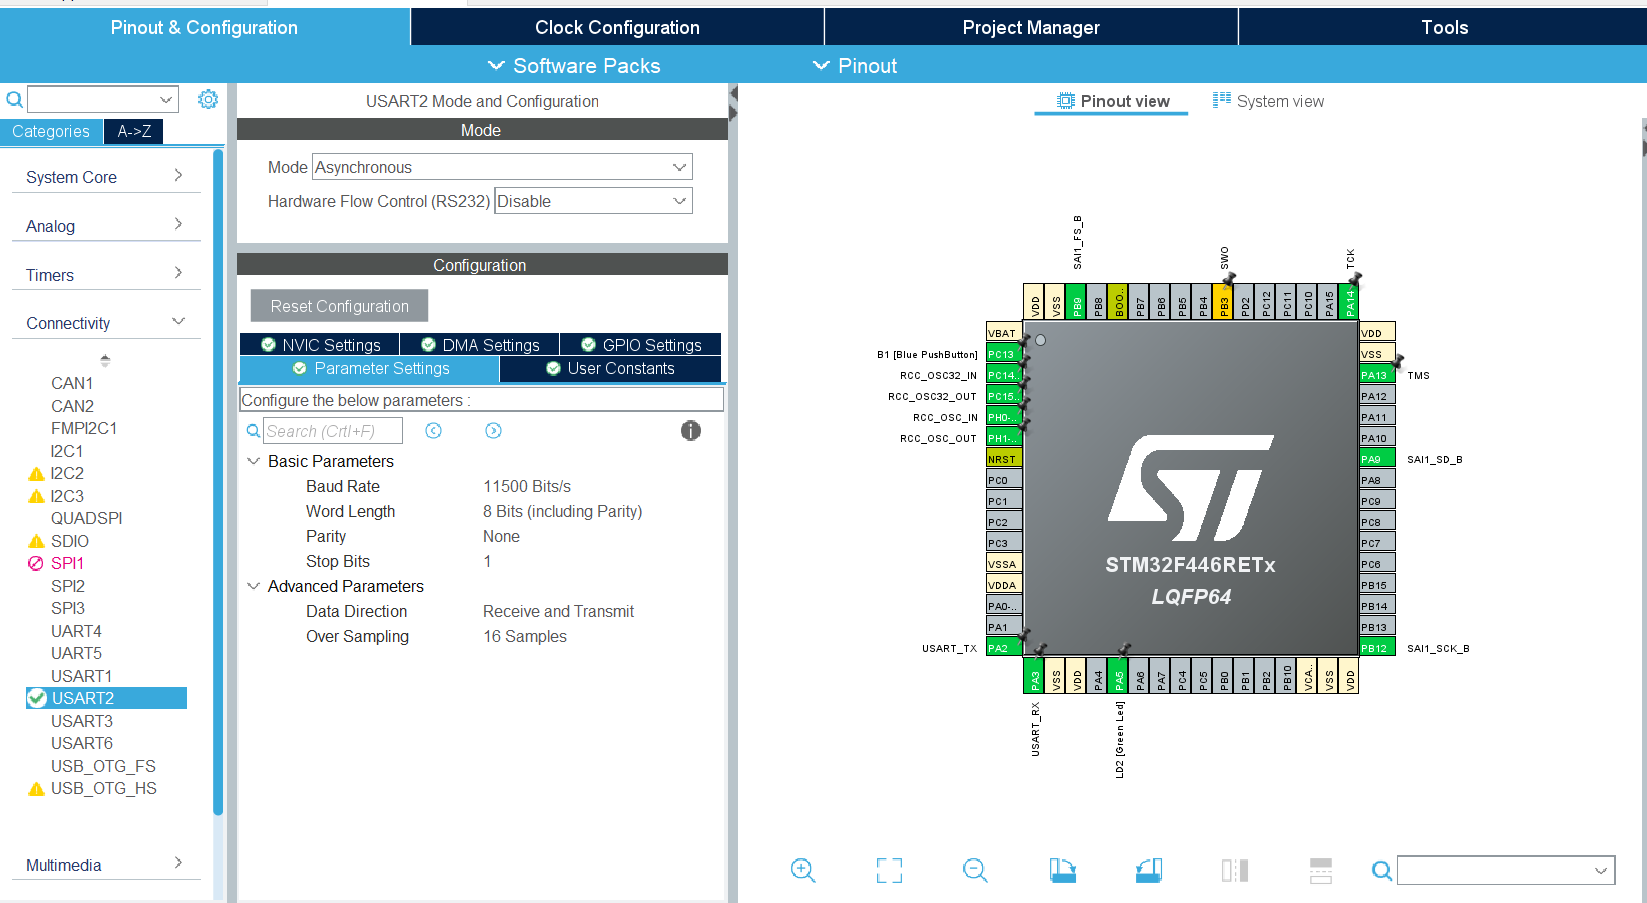 Pinout & Configuration
Clock Configuration
Project Manager
Tools
Software Packs
Pinout
Categories
A->Z
System Core
Analog
Timers
Connectivity
CAN1
CAN2
FMPI2C1
I2C1
I2C2
I2C3
QUADSPI
SDIO
SPI1
SPI2
SPI3
UART4
UART5
USART1
USART2
USART3
USART6
USB_OTG_FS
USB_OTG_HS
Multimedia
USART2 Mode and Configuration
Mode
Mode Asynchronous
Hardware Flow Control (RS232) Disable
Configuration
Reset Configuration
NVIC Settings
DMA Settings
GPIO Settings
Parameter Settings
User Constants
Configure the below parameters :
Search (Crtl+F)
Basic Parameters
Baud Rate 11500 Bits/s
Word Length 8 Bits (including Parity)
Parity None
Stop Bits 1
Advanced Parameters
Data Direction Receive and Transmit
Over Sampling 16 Samples
Pinout view
System view
SAI1_FS_B
SWO
TCK
VDD
VSS
PB9
PB8
BOO..
PB7
PB6
PB5
PB4
PB3
PD2
PC12
PC11
PC10
PA15
PA14
VBAT
B1 [Blue PushButton] PC13
RCC_OSC32_IN PC14..
RCC_OSC32_OUT PC15..
RCC_OSC_IN PH0-..
RCC_OSC_OUT PH1-..
NRST
PC0
PC1
PC2
PC3
VSSA
VDDA
PA0-..
PA1
USART_TX PA2
STM32F446RETx
LQFP64
VDD
VSS
PA13 TMS
PA12
PA11
PA10
PA9 SAI1_SD_B
PA8
PC9
PC8
PC7
PC6
PB15
PB14
PB13
PB12 SAI1_SCK_B
PA3
VSS
VDD
PA4
PA5
PA6
PA7
PC4
PC5
PB0
PB1
PB2
PB10
VCA..
VSS
VDD
USART_RX
LD2 [Green Led]